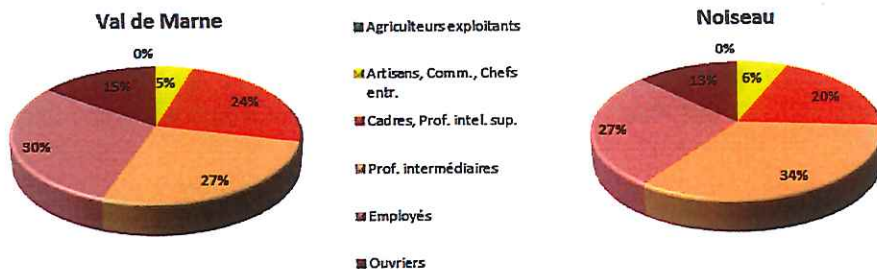 Val de Marne
0%
5%
24%
27%
30%
15%
Agriculteurs exploitants
Artisans, Comm., Chefs
entr.
Cadres, Prof. intel. sup.
Prof. intermédiaires
Employés
Ouvriers
Noiseau
0%
6%
20%
34%
27%
13%